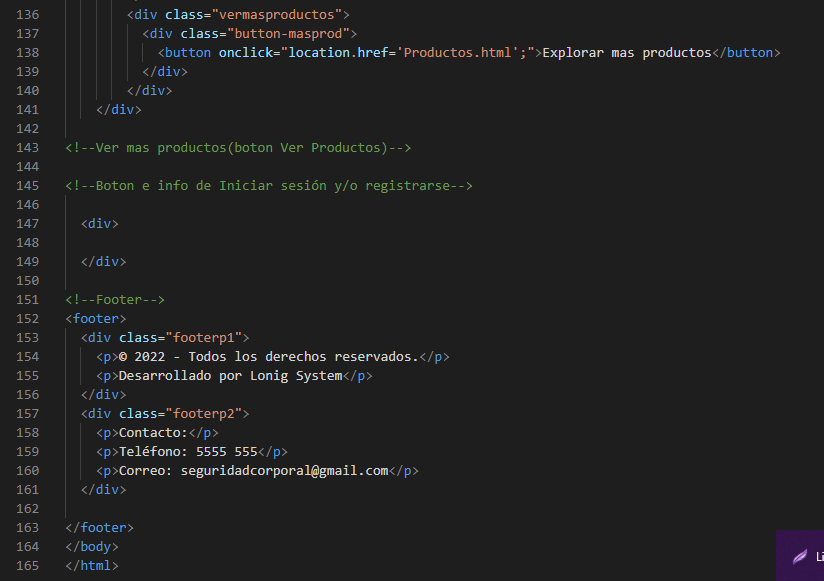 136 <div class="vermasproductos">
137 <div class="button-masprod">
138 <button onclick="location.href='Productos.html';">Explorar mas productos</button>
139 </div>
140 </div>
141 </div>
142
143 <!--Ver mas productos(boton Ver Productos)-->
144
145 <!--Boton e info de Iniciar sesión y/o registrarse-->
146
147 <div>
148
149 </div>
150
151 <!--Footer-->
152 <footer>
153 <div class="footerp1">
154 <p>© 2022 - Todos los derechos reservados.</p>
155 <p>Desarrollado por Lonig System</p>
156 </div>
157 <div class="footerp2">
158 <p>Contacto:</p>
159 <p>Teléfono: 5555 555</p>
160 <p>Correo: seguridadcorporal@gmail.com</p>
161 </div>
162
163 </footer>
164 </body>
165 </html>